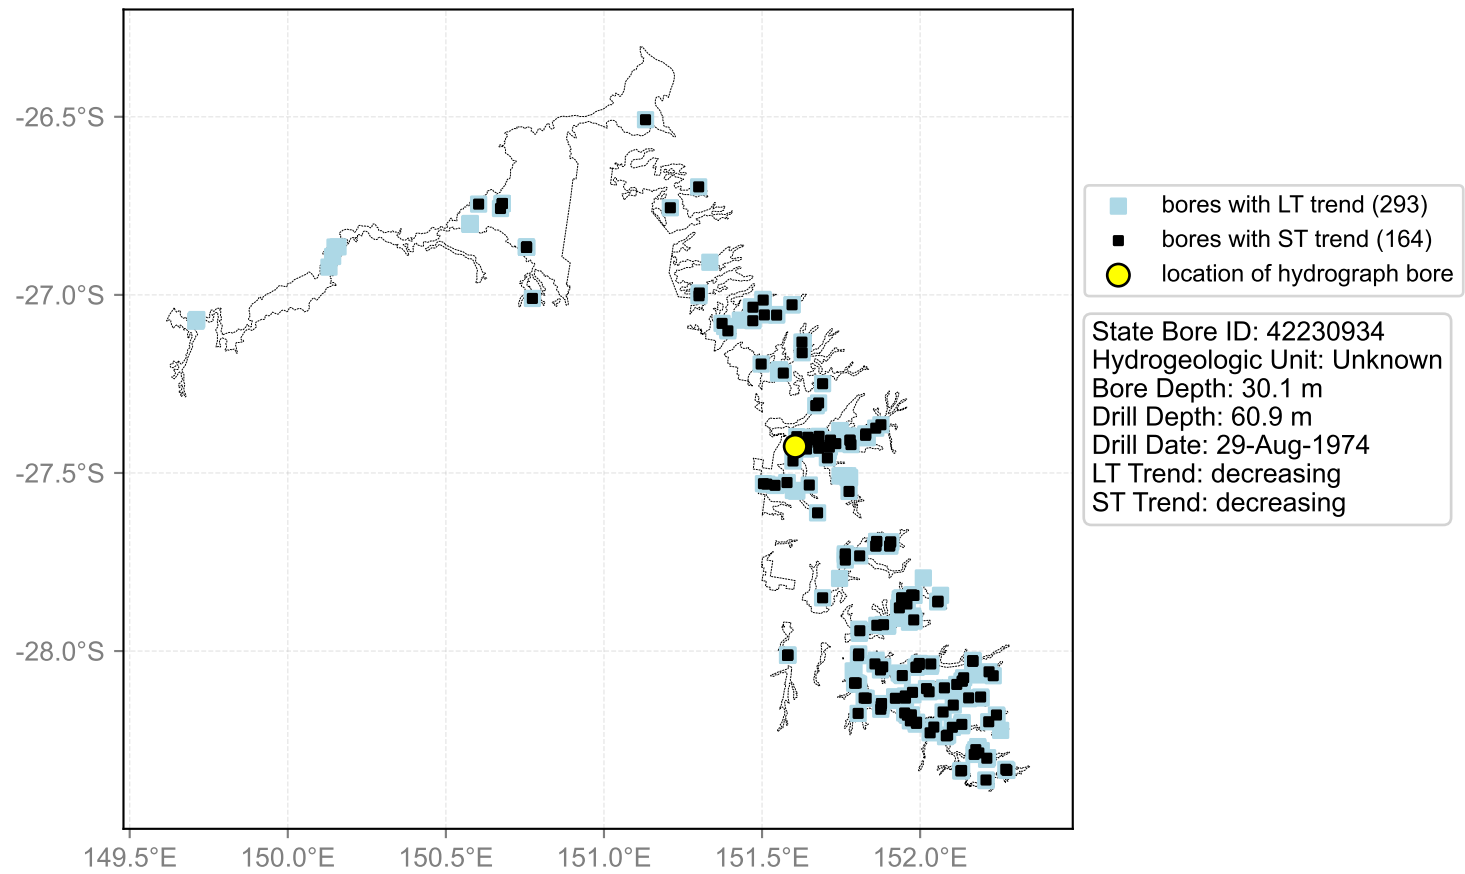 -26.5°S
-27.0°S
-27.5°S
-28.0°S
149.5°E 150.0°E 150.5°E 151.0°E 151.5°E 152.0°E
bores with LT trend (293)
bores with ST trend (164)
location of hydrograph bore
State Bore ID: 42230934
Hydrogeologic Unit: Unknown
Bore Depth: 30.1 m
Drill Depth: 60.9 m
Drill Date: 29-Aug-1974
LT Trend: decreasing
ST Trend: decreasing